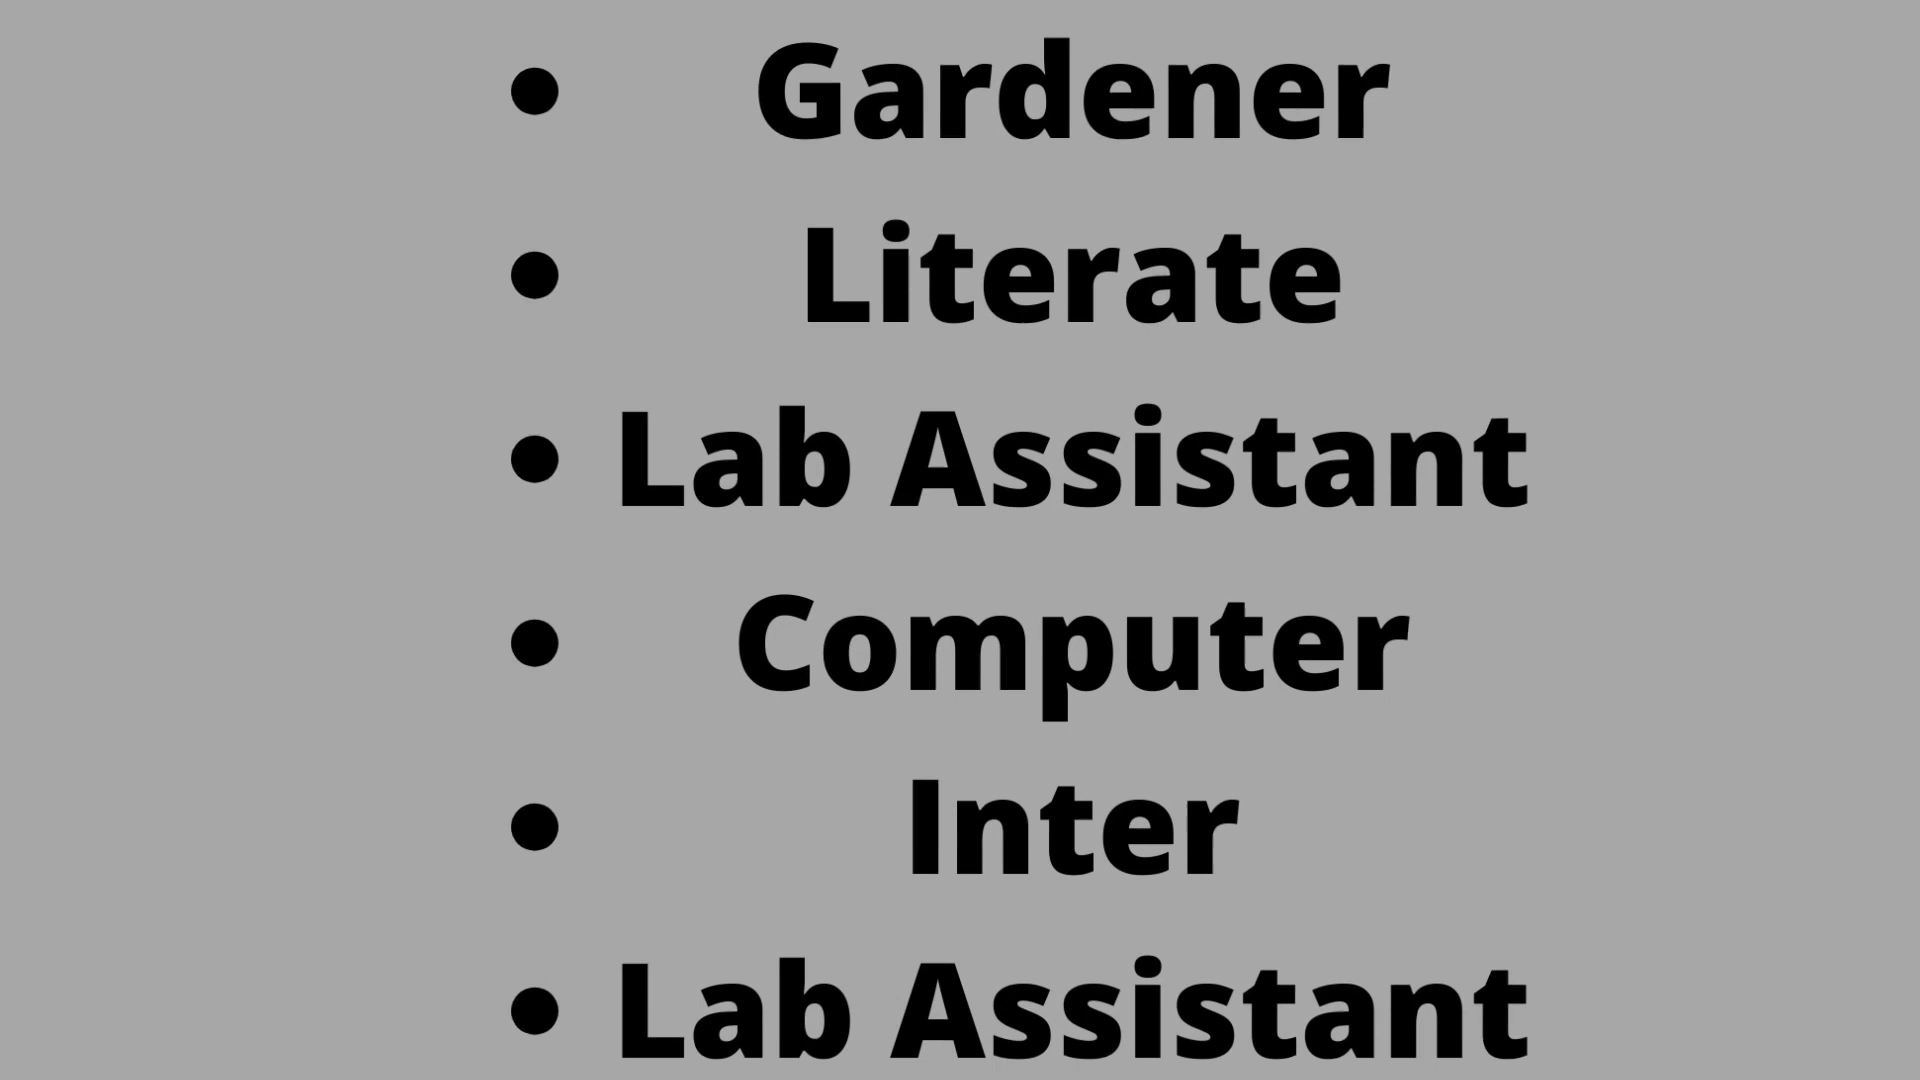 • Gardener
• Literate
• Lab Assistant
• Computer
• Inter
• Lab Assistant